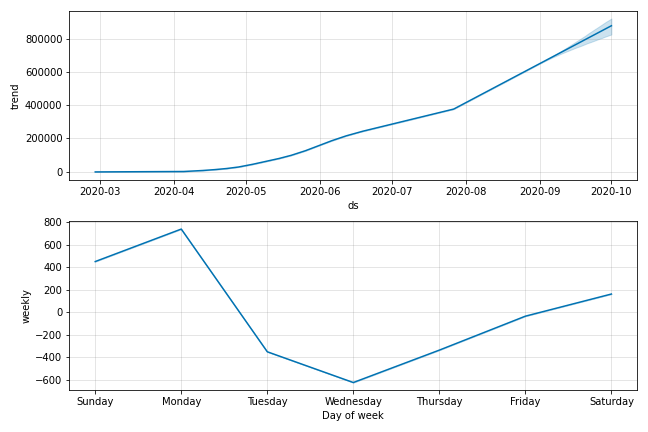 800000
600000
400000
200000
0
trend
2020-03 2020-04 2020-05 2020-06 2020-07 2020-08 2020-09 2020-10
ds
800
600
400
200
0
−200
−400
−600
weekly
Sunday Monday Tuesday Wednesday Thursday Friday Saturday
Day of week